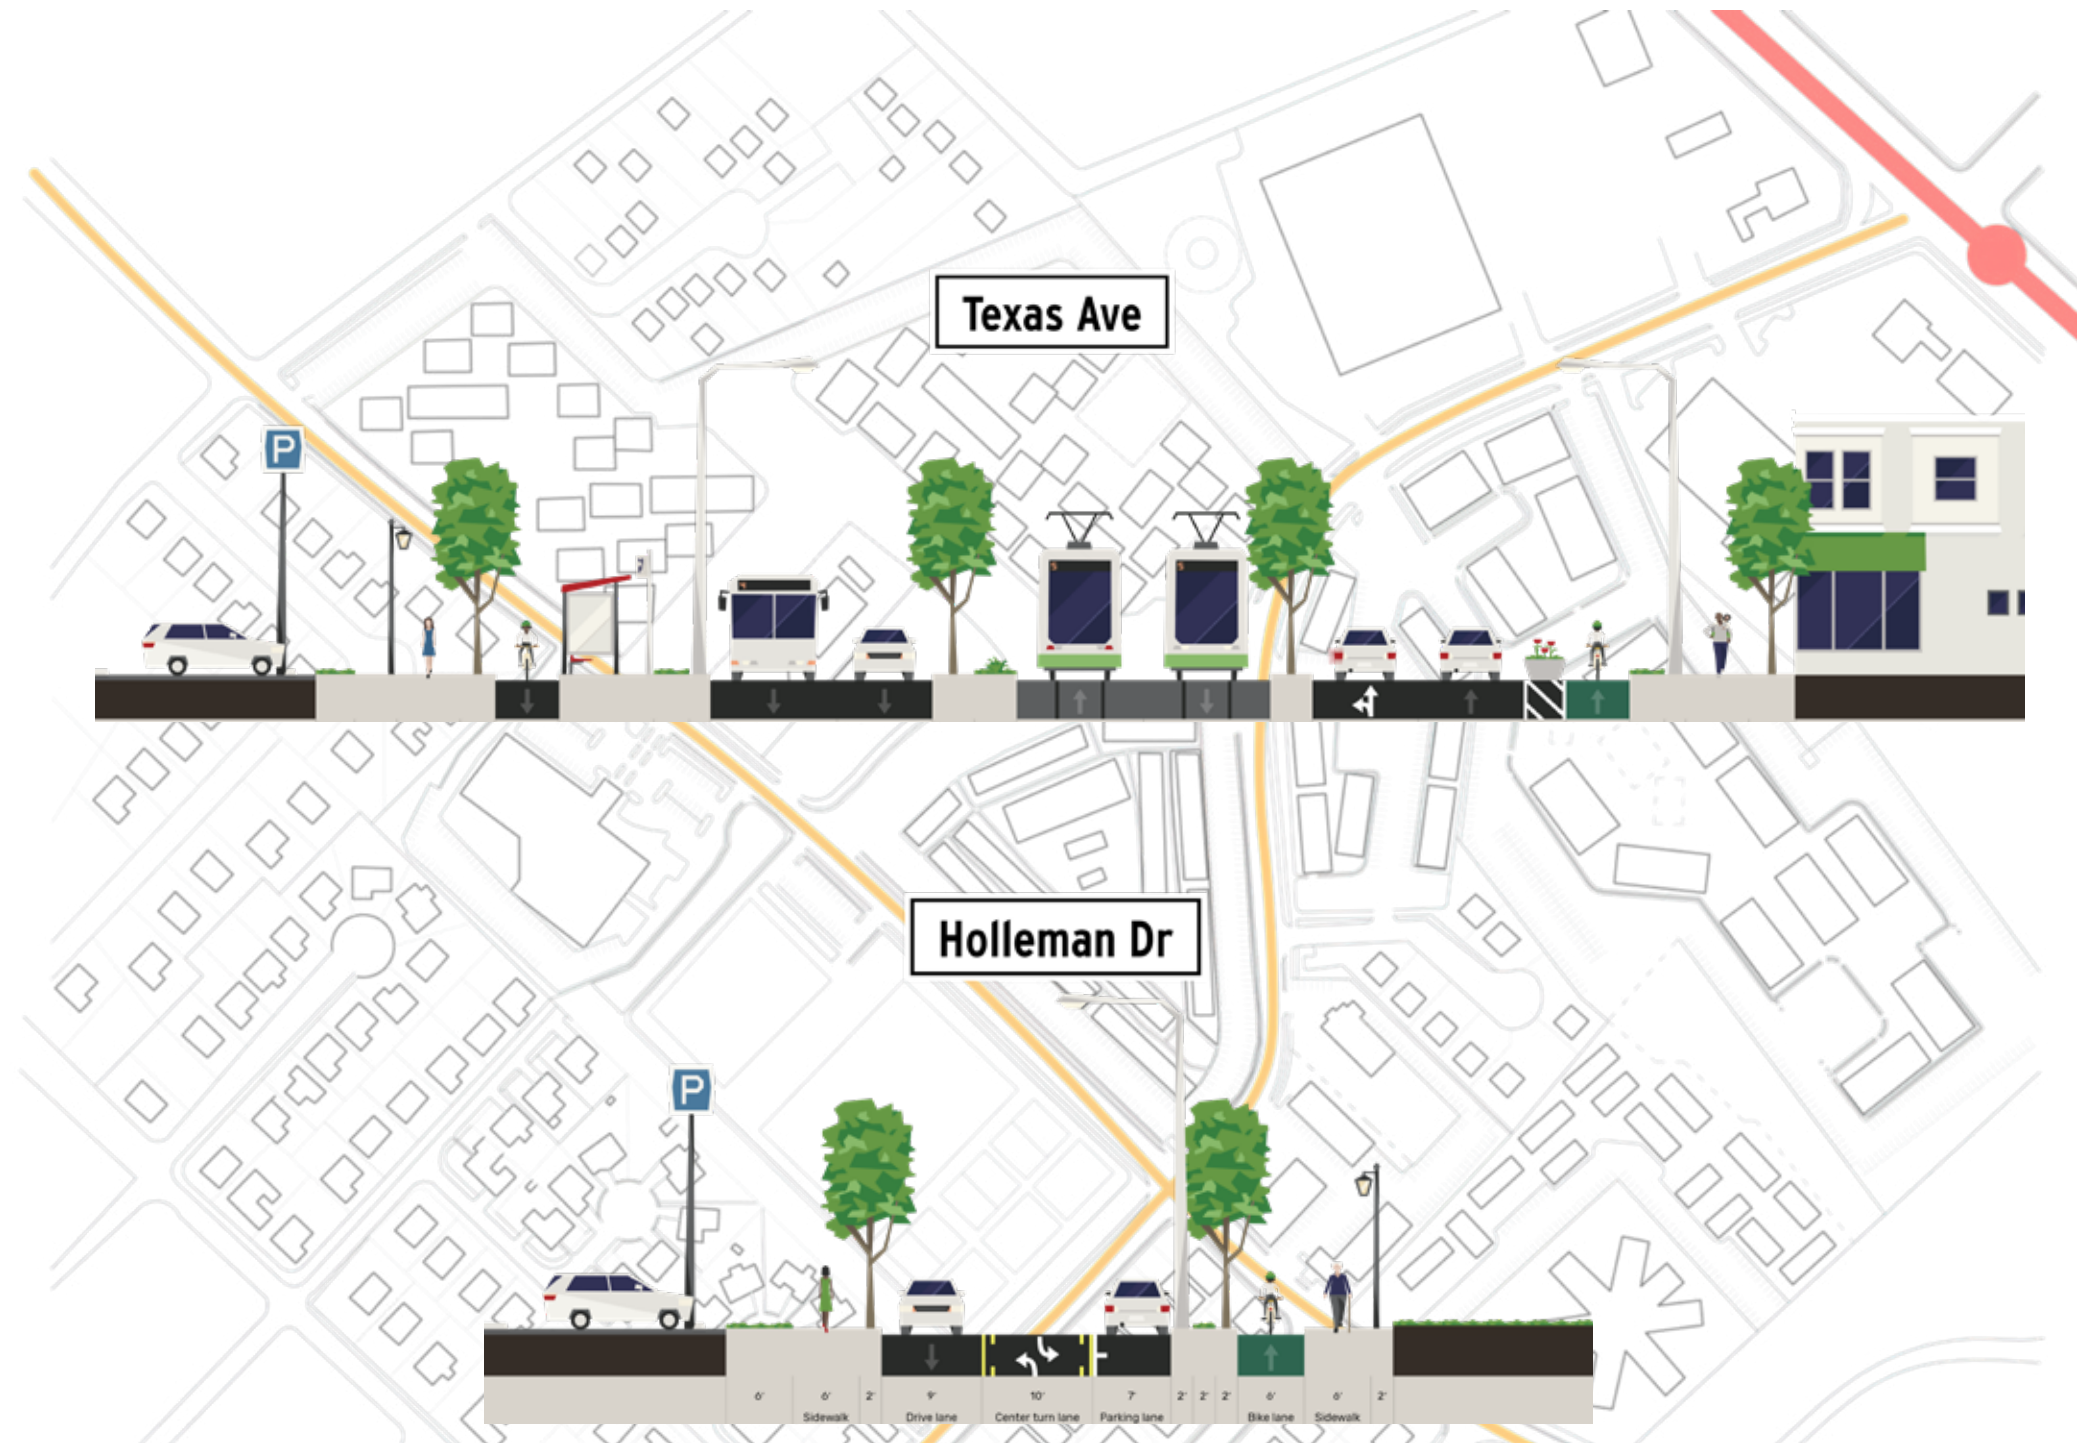 Texas Ave
P
Holleman Dr
P
6' 6' 2' 9' 10' 7' 2' 2' 2' 6' 6' 2'
Sidewalk Drive lane Center turn lane Parking lane Bike lane Sidewalk